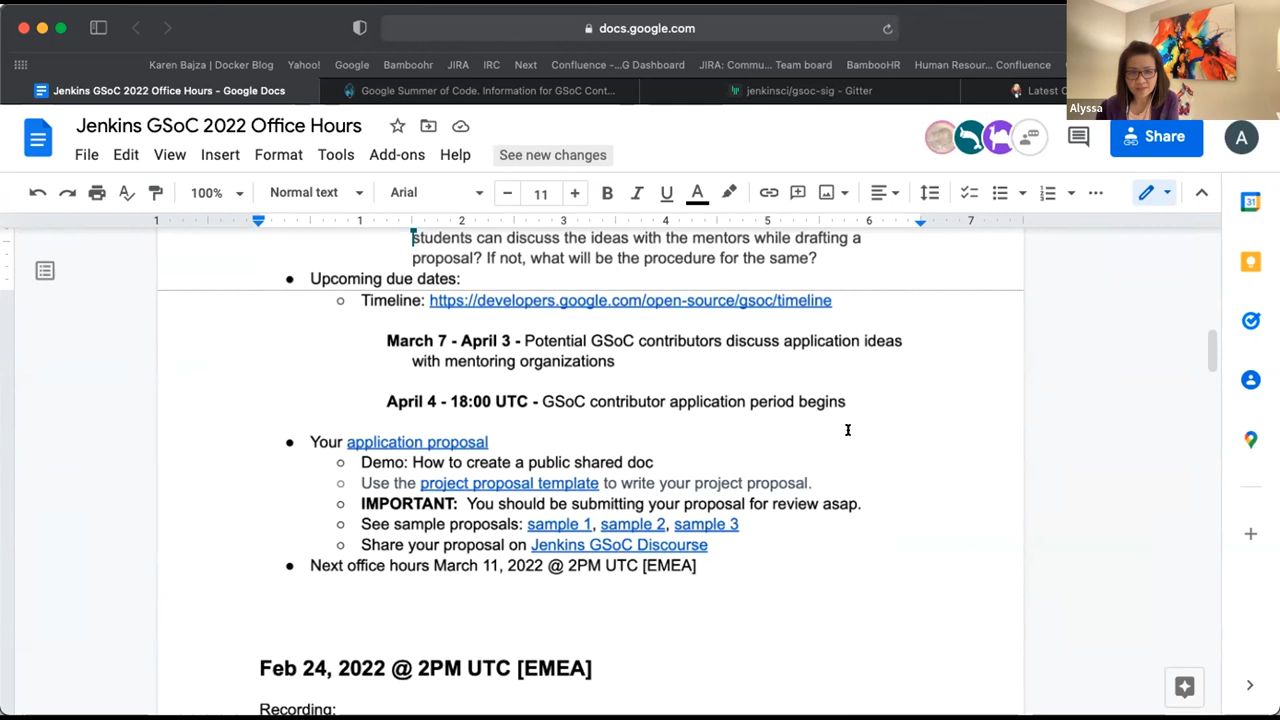 docs.google.com
Karen Bajza | Docker Blog Yahoo! Google Bamboohr JIRA IRC Next Confluence -...G Dashboard JIRA: Commu... Team board BambooHR Human Resour...Confluence
Jenkins GSoC 2022 Office Hours - Google Docs
Google Summer of Code. Information for GSoC Cont...
jenkinsci/gsoc-sig - Gitter
Latest
Alyssa
Jenkins GSoC 2022 Office Hours
Share
A
File Edit View Insert Format Tools Add-ons Help See new changes
100% Normal text Arial 11 B I U A
1 1 2 3 4 5 6 7
31
students can discuss the ideas with the mentors while drafting a
proposal? If not, what will be the procedure for the same?
● Upcoming due dates:
○ Timeline: https://developers.google.com/open-source/gsoc/timeline
March 7 - April 3 - Potential GSoC contributors discuss application ideas
with mentoring organizations
April 4 - 18:00 UTC - GSoC contributor application period begins
● Your application proposal
○ Demo: How to create a public shared doc
○ Use the project proposal template to write your project proposal.
○ IMPORTANT: You should be submitting your proposal for review asap.
○ See sample proposals: sample 1, sample 2, sample 3
○ Share your proposal on Jenkins GSoC Discourse
● Next office hours March 11, 2022 @ 2PM UTC [EMEA]
Feb 24, 2022 @ 2PM UTC [EMEA]
Recording: